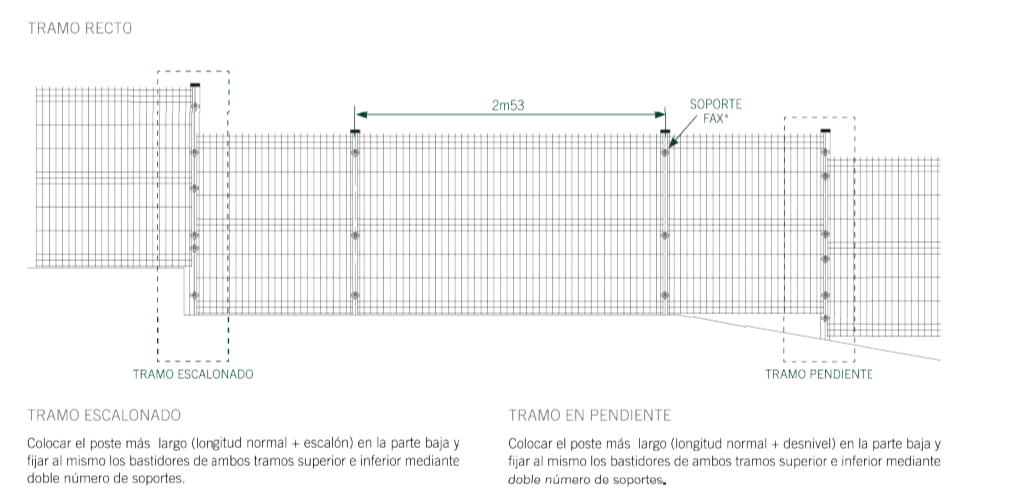 TRAMO RECTO
2m53
SOPORTE
FAX*
TRAMO ESCALONADO
TRAMO PENDIENTE
TRAMO ESCALONADO
Colocar el poste más largo (longitud normal + escalón) en la parte baja y
fijar al mismo los bastidores de ambos tramos superior e inferior mediante
doble número de soportes.
TRAMO EN PENDIENTE
Colocar el poste más largo (longitud normal + desnivel) en la parte baja y
fijar al mismo los bastidores de ambos tramos superior e inferior mediante
doble número de soportes.